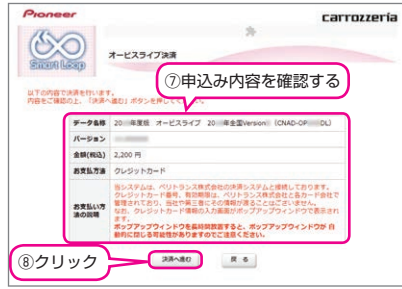 Pioneer
carrozzeria
Smart Loop
オービスライブ決済
⑦申込み内容を確認する
以下の内容で決済を行います。
内容をご確認の上、「決済へ進む」ボタンを押してください。
データ名称 20 年度版 オービスライブ 20 年全国Version (CNAD-OP DL)
バージョン
金額(税込) 2,200 円
お支払方法 クレジットカード
お支払い方法の説明
当システムは、ベリトランス株式会社の決済システムと接続しております。
クレジットカード番号、有効期限は、ベリトランス株式会社と各カード会社で
管理されており、当社や第三者にその情報が渡ることはございません。
なお、クレジットカード情報の入力画面がポップアップウィンドウで表示され
ます。
ポップアップウィンドウを長時間放置すると、ポップアップウィンドウが 自
動的に閉じる可能性がありますのでご注意ください。
⑧クリック
決済へ進む
戻 る